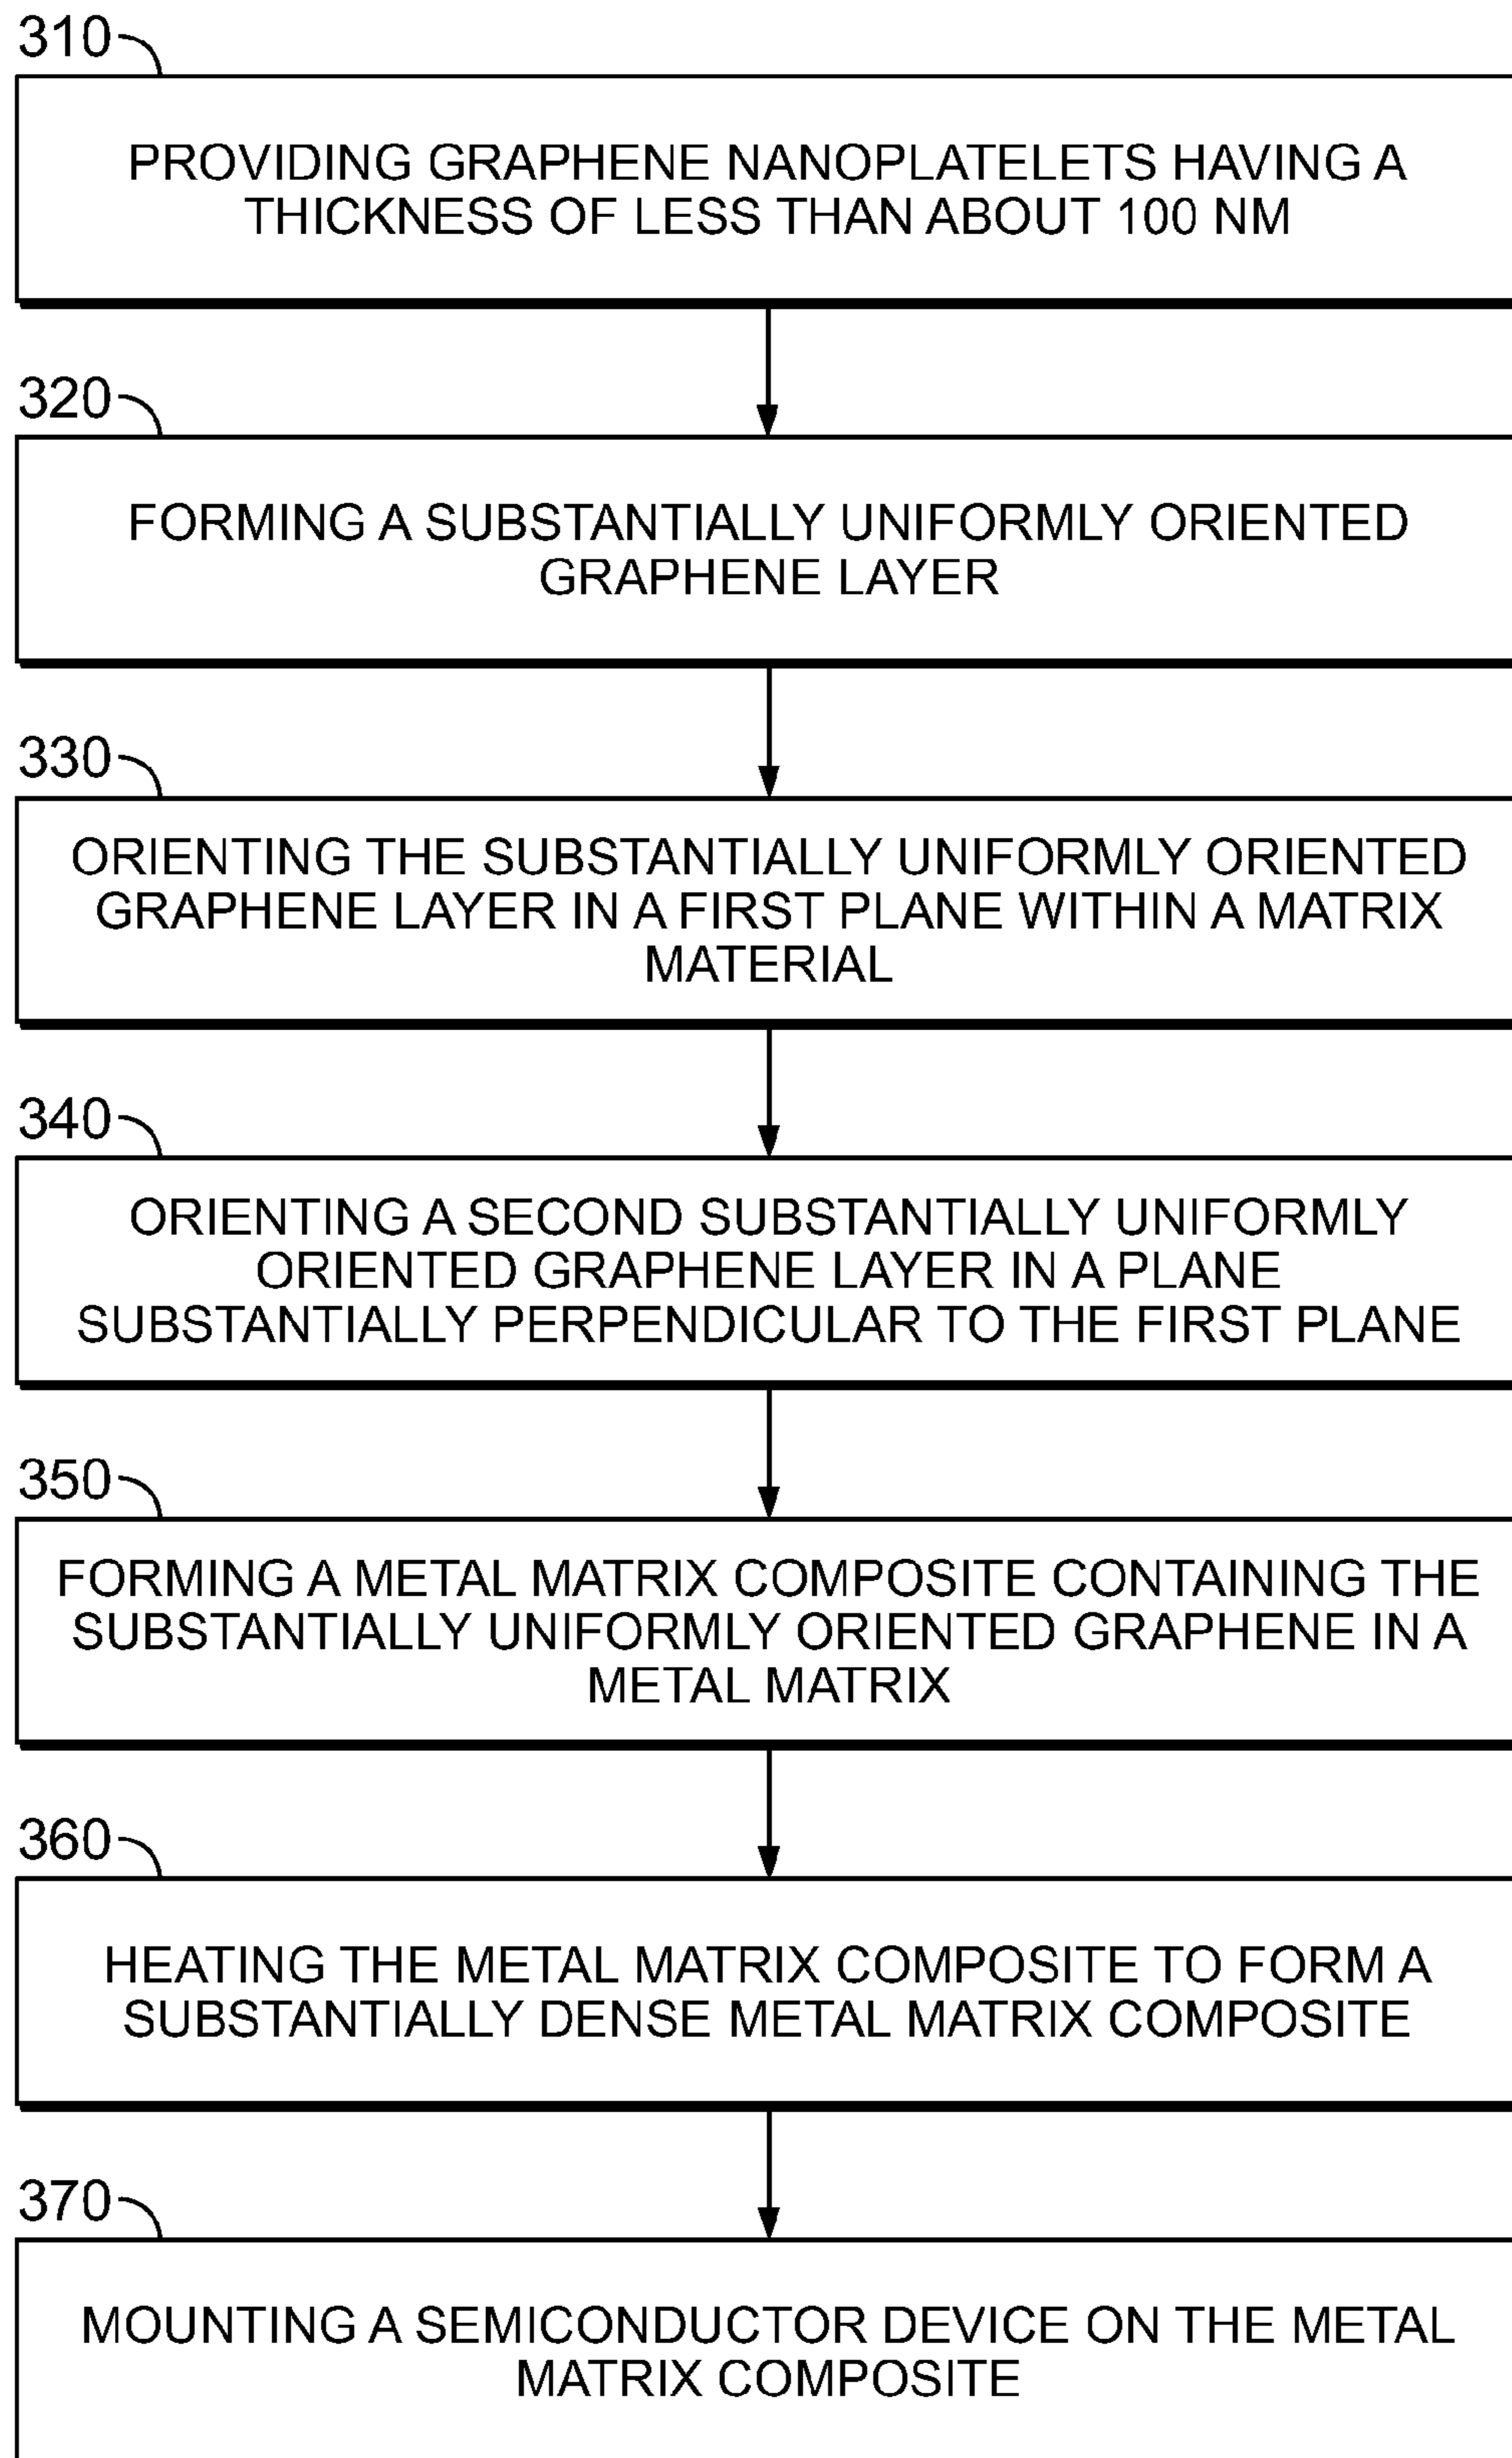 310
PROVIDING GRAPHENE NANOPLATELETS HAVING A
THICKNESS OF LESS THAN ABOUT 100 NM
320
FORMING A SUBSTANTIALLY UNIFORMLY ORIENTED
GRAPHENE LAYER
330
ORIENTING THE SUBSTANTIALLY UNIFORMLY ORIENTED
GRAPHENE LAYER IN A FIRST PLANE WITHIN A MATRIX
MATERIAL
340
ORIENTING A SECOND SUBSTANTIALLY UNIFORMLY
ORIENTED GRAPHENE LAYER IN A PLANE
SUBSTANTIALLY PERPENDICULAR TO THE FIRST PLANE
350
FORMING A METAL MATRIX COMPOSITE CONTAINING THE
SUBSTANTIALLY UNIFORMLY ORIENTED GRAPHENE IN A
METAL MATRIX
360
HEATING THE METAL MATRIX COMPOSITE TO FORM A
SUBSTANTIALLY DENSE METAL MATRIX COMPOSITE
370
MOUNTING A SEMICONDUCTOR DEVICE ON THE METAL
MATRIX COMPOSITE